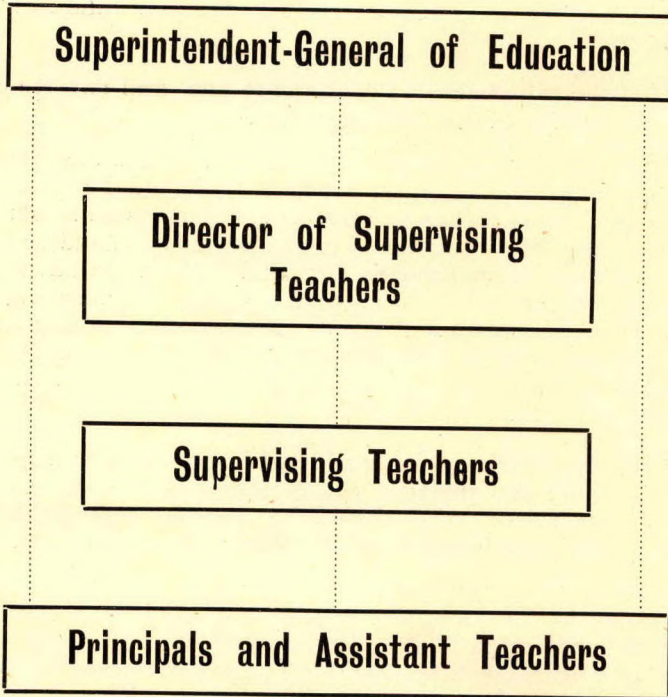 Superintendent-General of Education
Director of Supervising
Teachers
Supervising Teachers
Principals and Assistant Teachers